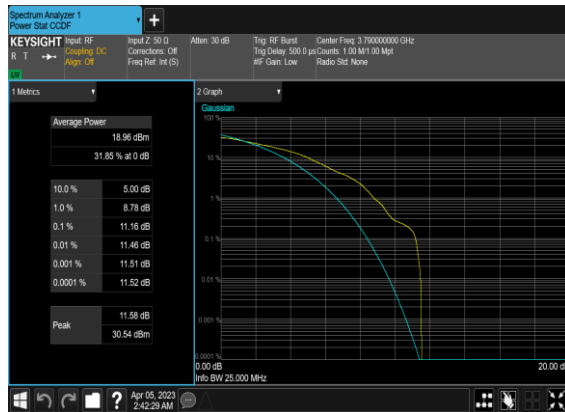 Spectrum Analyzer 1
Power Stat CCDF
KEYSIGHT
R T
LXI
Input: RF
Coupling: DC
Align: Off
Input Z: 50 Ω
Corrections: Off
Freq Ref: Int (S)
Atten: 30 dB
Trig: RF Burst
Trig Delay: 500.0 µs
#IF Gain: Low
Center Freq: 3.790000000 GHz
Counts: 1.00 M/1.00 Mpt
Radio Std: None
1 Metrics
Average Power
18.96 dBm
31.85 % at 0 dB
10.0 % 5.00 dB
1.0 % 8.78 dB
0.1 % 11.16 dB
0.01 % 11.46 dB
0.001 % 11.51 dB
0.0001 % 11.52 dB
Peak
11.58 dB
30.54 dBm
2 Graph
Gaussian
100 %
10 %
1 %
0.1 %
0.01 %
0.001 %
0.0001 %
0.00 dB
20.00 d
Info BW 25.000 MHz
?
Apr 05, 2023
2:42:29 AM